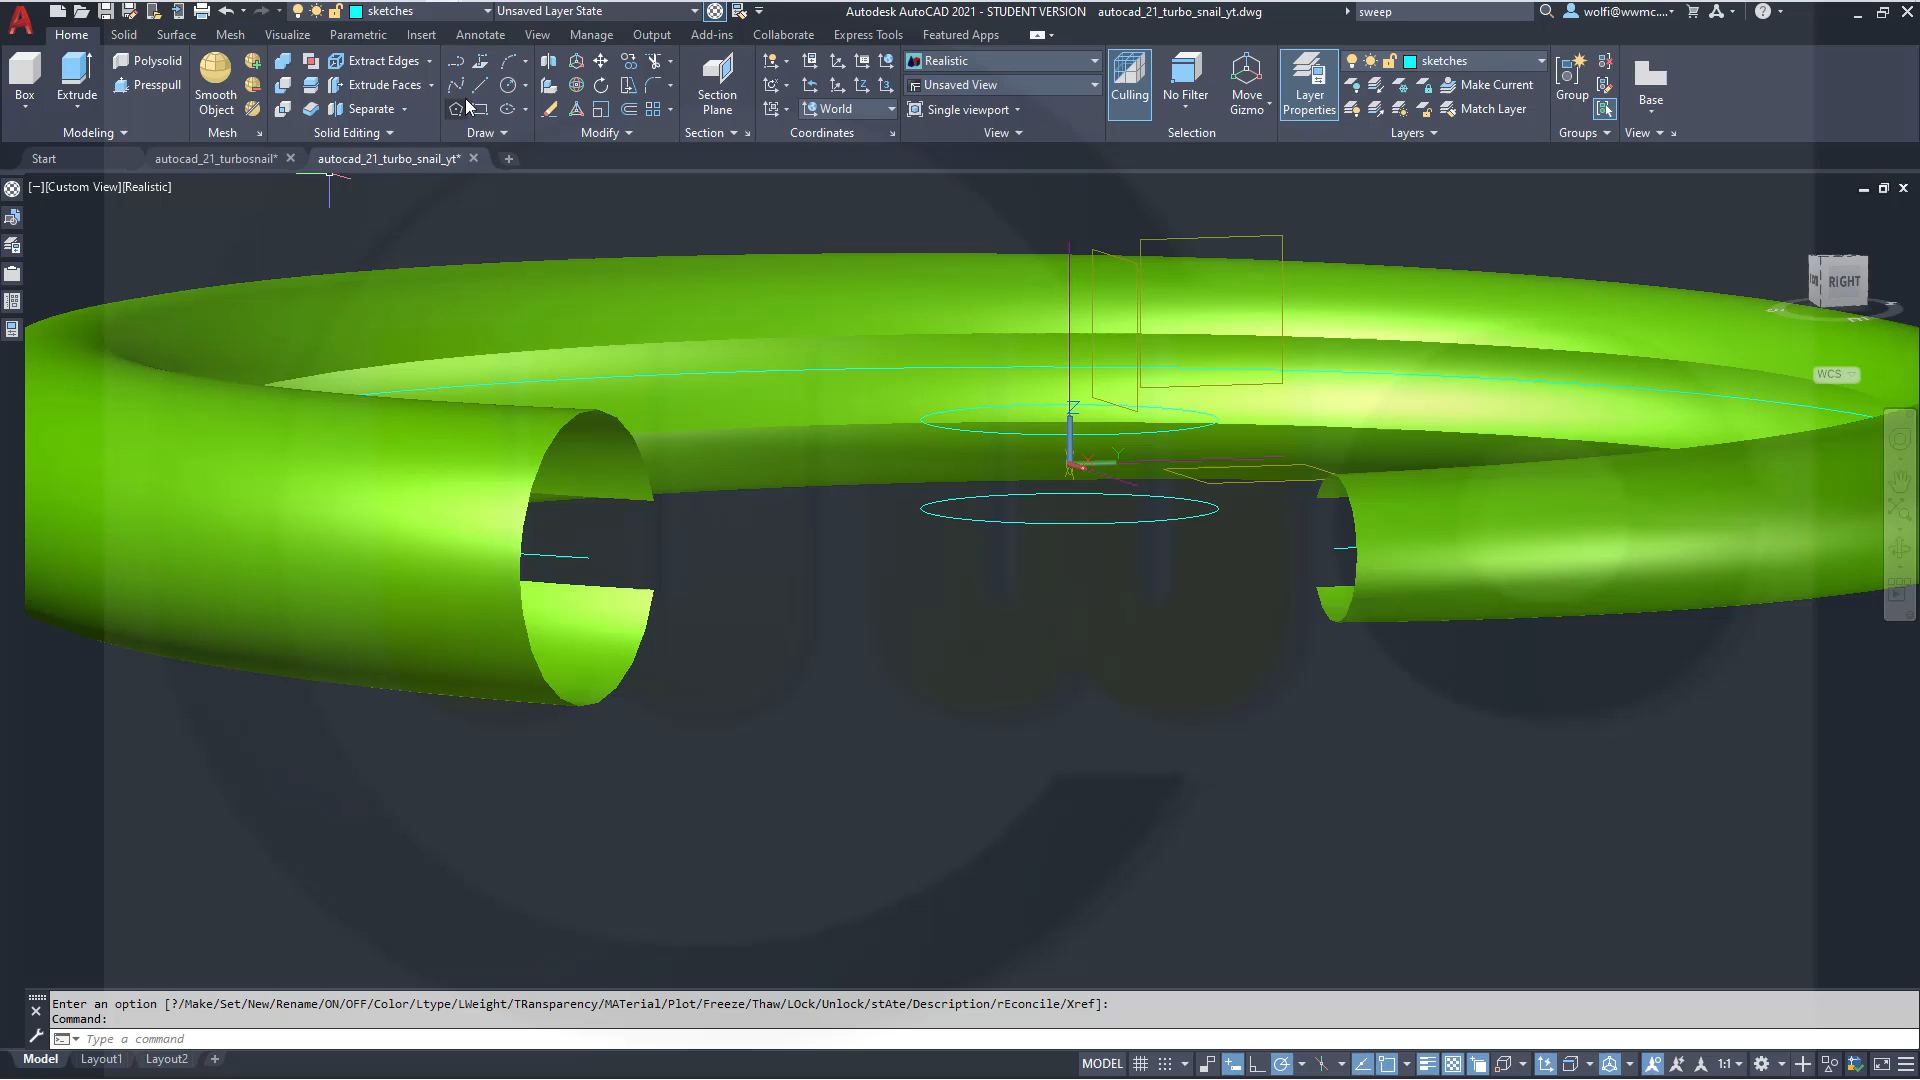 sketches
Unsaved Layer State
Autodesk AutoCAD 2021 - STUDENT VERSION autocad_21_turbo_snail_yt.dwg
sweep
wolfi@wwmc....
Home Solid Surface Mesh Visualize Parametric Insert Annotate View Manage Output Add-ins Collaborate Express Tools Featured Apps
Box
Extrude
Polysolid
Presspull
Modeling
Smooth
Object
Mesh
Extract Edges
Extrude Faces
Separate
Solid Editing
Draw
Modify
Section
Plane
Section
World
Coordinates
Realistic
Unsaved View
Single viewport
View
Culling
No Filter
Move
Gizmo
Selection
Layer
Properties
sketches
Make Current
Match Layer
Layers
Group
Groups
Base
View
Start autocad_21_turbosnail* autocad_21_turbo_snail_yt*
[−][Custom View][Realistic]
RIGHT
WCS
Z
X
Y
Enter an option [?/Make/Set/New/Rename/ON/OFF/Color/Ltype/LWeight/TRansparency/MATerial/Plot/Freeze/Thaw/LOck/Unlock/stAte/Description/rEconcile/Xref]:
Command:
Type a command
Model Layout1 Layout2
MODEL
1:1